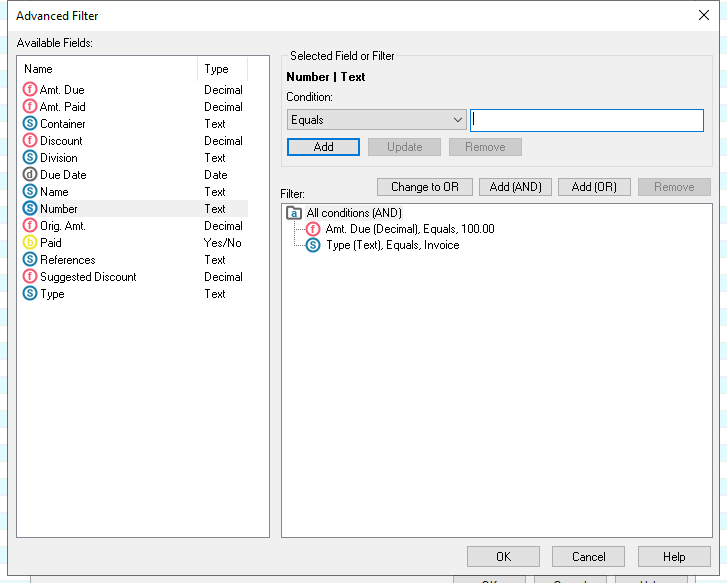 Advanced Filter
Available Fields:
Name Type
f Amt. Due Decimal
f Amt. Paid Decimal
S Container Text
f Discount Decimal
S Division Text
d Due Date Date
S Name Text
S Number Text
f Orig. Amt. Decimal
b Paid Yes/No
S References Text
f Suggested Discount Decimal
S Type Text
Selected Field or Filter
Number | Text
Condition:
Equals
Add Update Remove
Filter:
Change to OR Add (AND) Add (OR) Remove
a All conditions (AND)
f Amt. Due (Decimal), Equals, 100.00
S Type (Text), Equals, Invoice
OK Cancel Help